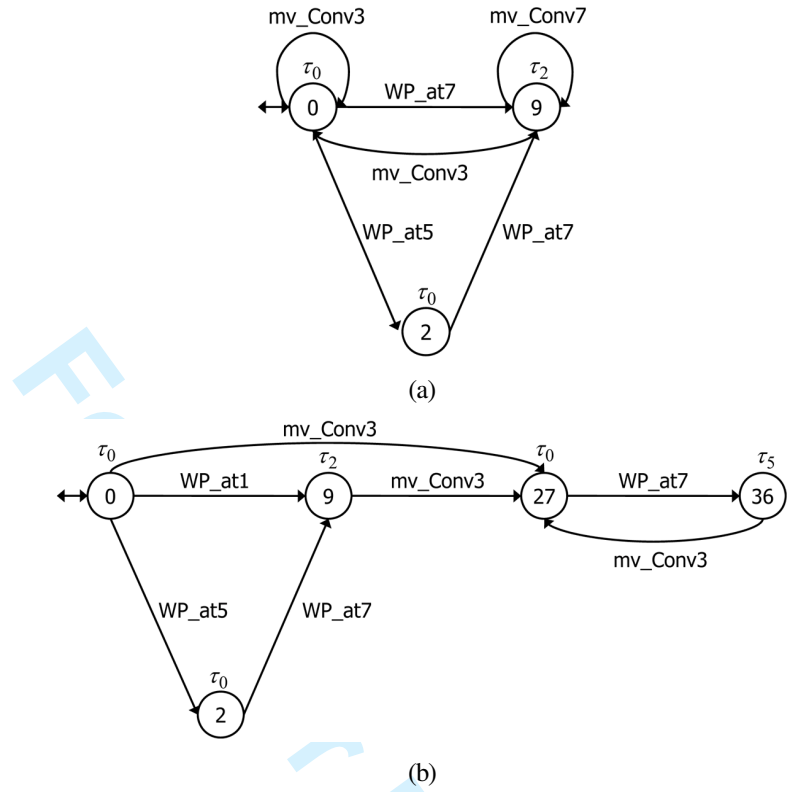 mv_Conv3 mv_Conv7
τ0 τ2
0 WP_at7 9
mv_Conv3
WP_at5 WP_at7
τ0
2
(a)
mv_Conv3
τ0 τ2 τ0 τ5
0 WP_at1 9 mv_Conv3 27 WP_at7 36
mv_Conv3
WP_at5 WP_at7
τ0
2
(b)